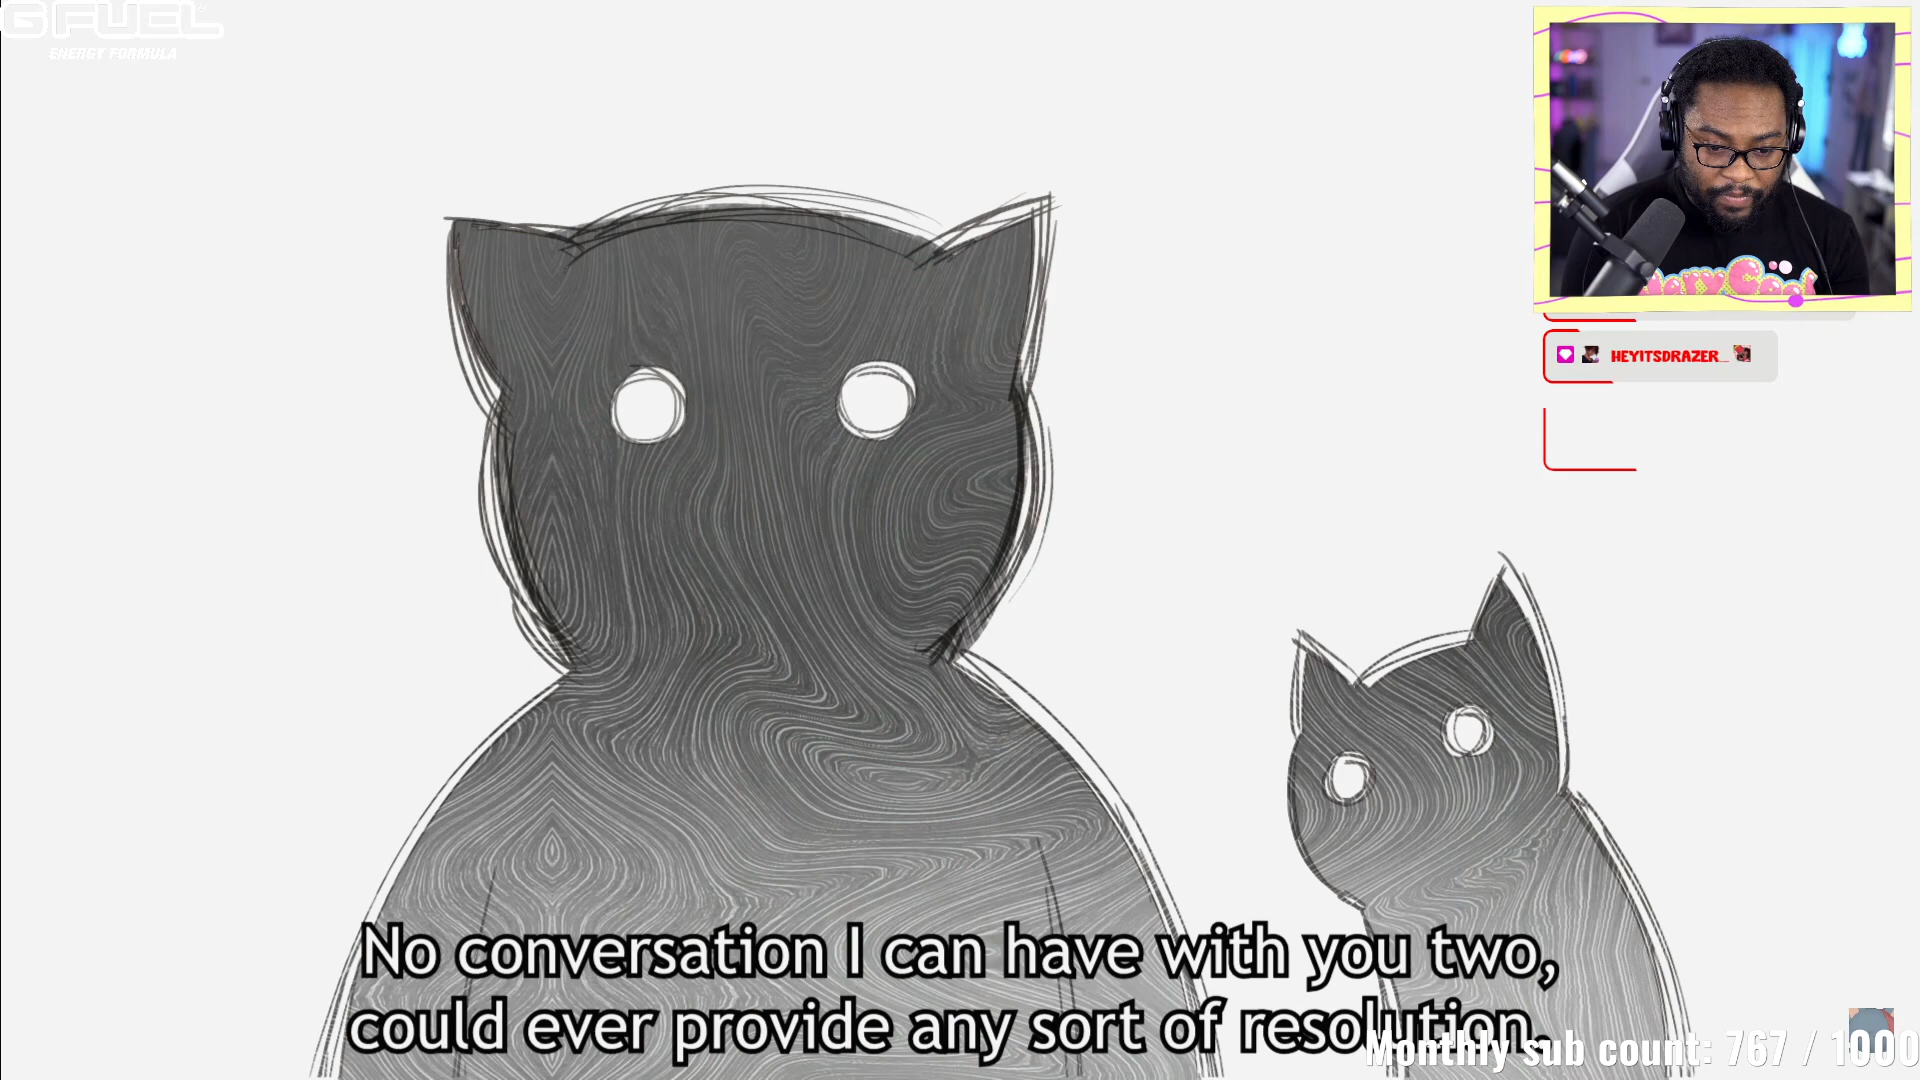 GFUEL
ENERGY FORMULA
HEYITSDRAZER_
No conversation I can have with you two,
could ever provide any sort of resolution.
Monthly sub count: 767 / 1000